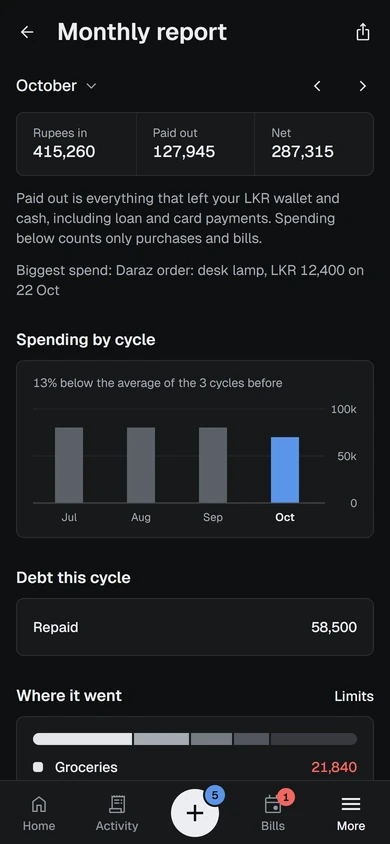 Monthly report
October
Rupees in
415,260
Paid out
127,945
Net
287,315
Paid out is everything that left your LKR wallet and
cash, including loan and card payments. Spending
below counts only purchases and bills.
Biggest spend: Daraz order: desk lamp, LKR 12,400 on
22 Oct
Spending by cycle
13% below the average of the 3 cycles before
100k
50k
0
Jul
Aug
Sep
Oct
Debt this cycle
Repaid
58,500
Where it went
Limits
Groceries
21,840
5
1
Home
Activity
Bills
More